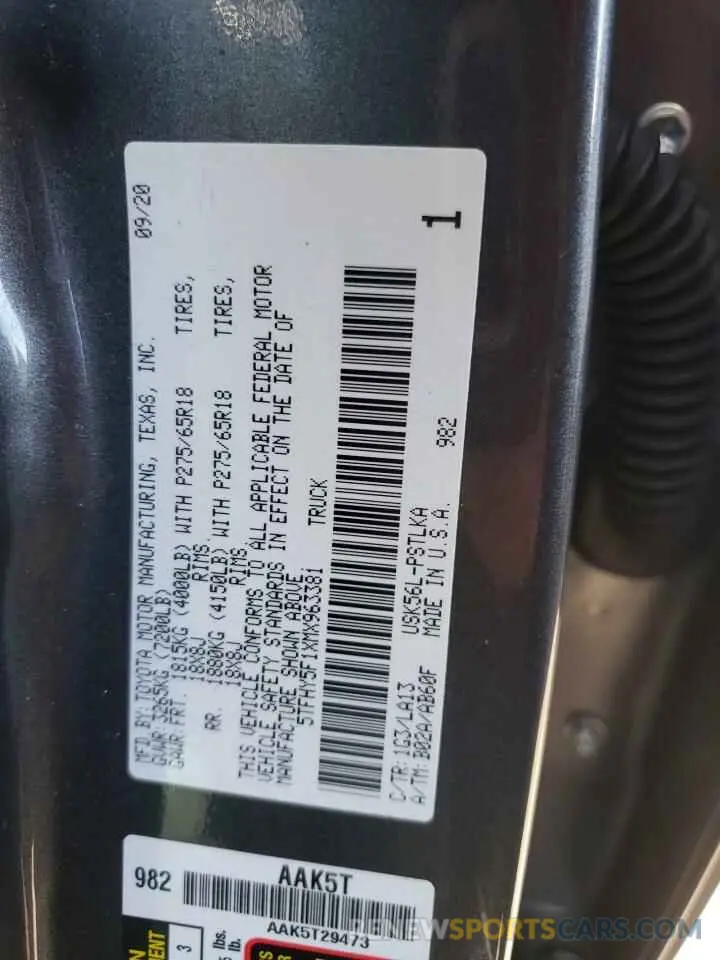 MFD BY: TOYOTA MOTOR MANUFACTURING, TEXAS, INC. 09/20
GVWR: 3265KG (7200LB)
GAWR: FRT. 1815KG (4000LB) WITH P275/65R18 TIRES,
18X8J RIMS
RR. 1880KG (4150LB) WITH P275/65R18 TIRES,
18X8J RIMS
THIS VEHICLE CONFORMS TO ALL APPLICABLE FEDERAL MOTOR
VEHICLE SAFETY STANDARDS IN EFFECT ON THE DATE OF
MANUFACTURE SHOWN ABOVE.
5TFHY5F1XMX963381 TRUCK
1
C/TR: 1G3/LA13 USK56L-PSTLKA 982
A/TM: B02A/AB60F MADE IN U.S.A.
982 AAK5T
AAK5T29473
3
lbs.
lb.
RENEWSPORTSCARS.COM